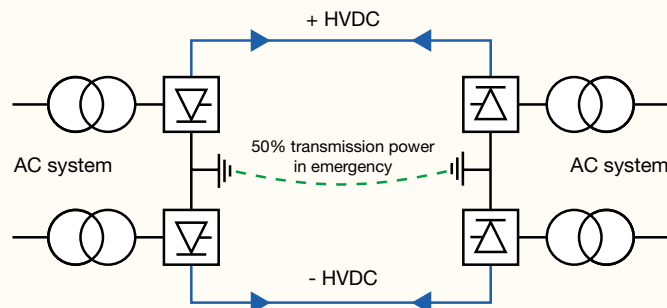 + HVDC
50% transmission power
in emergency
AC system
AC system
- HVDC